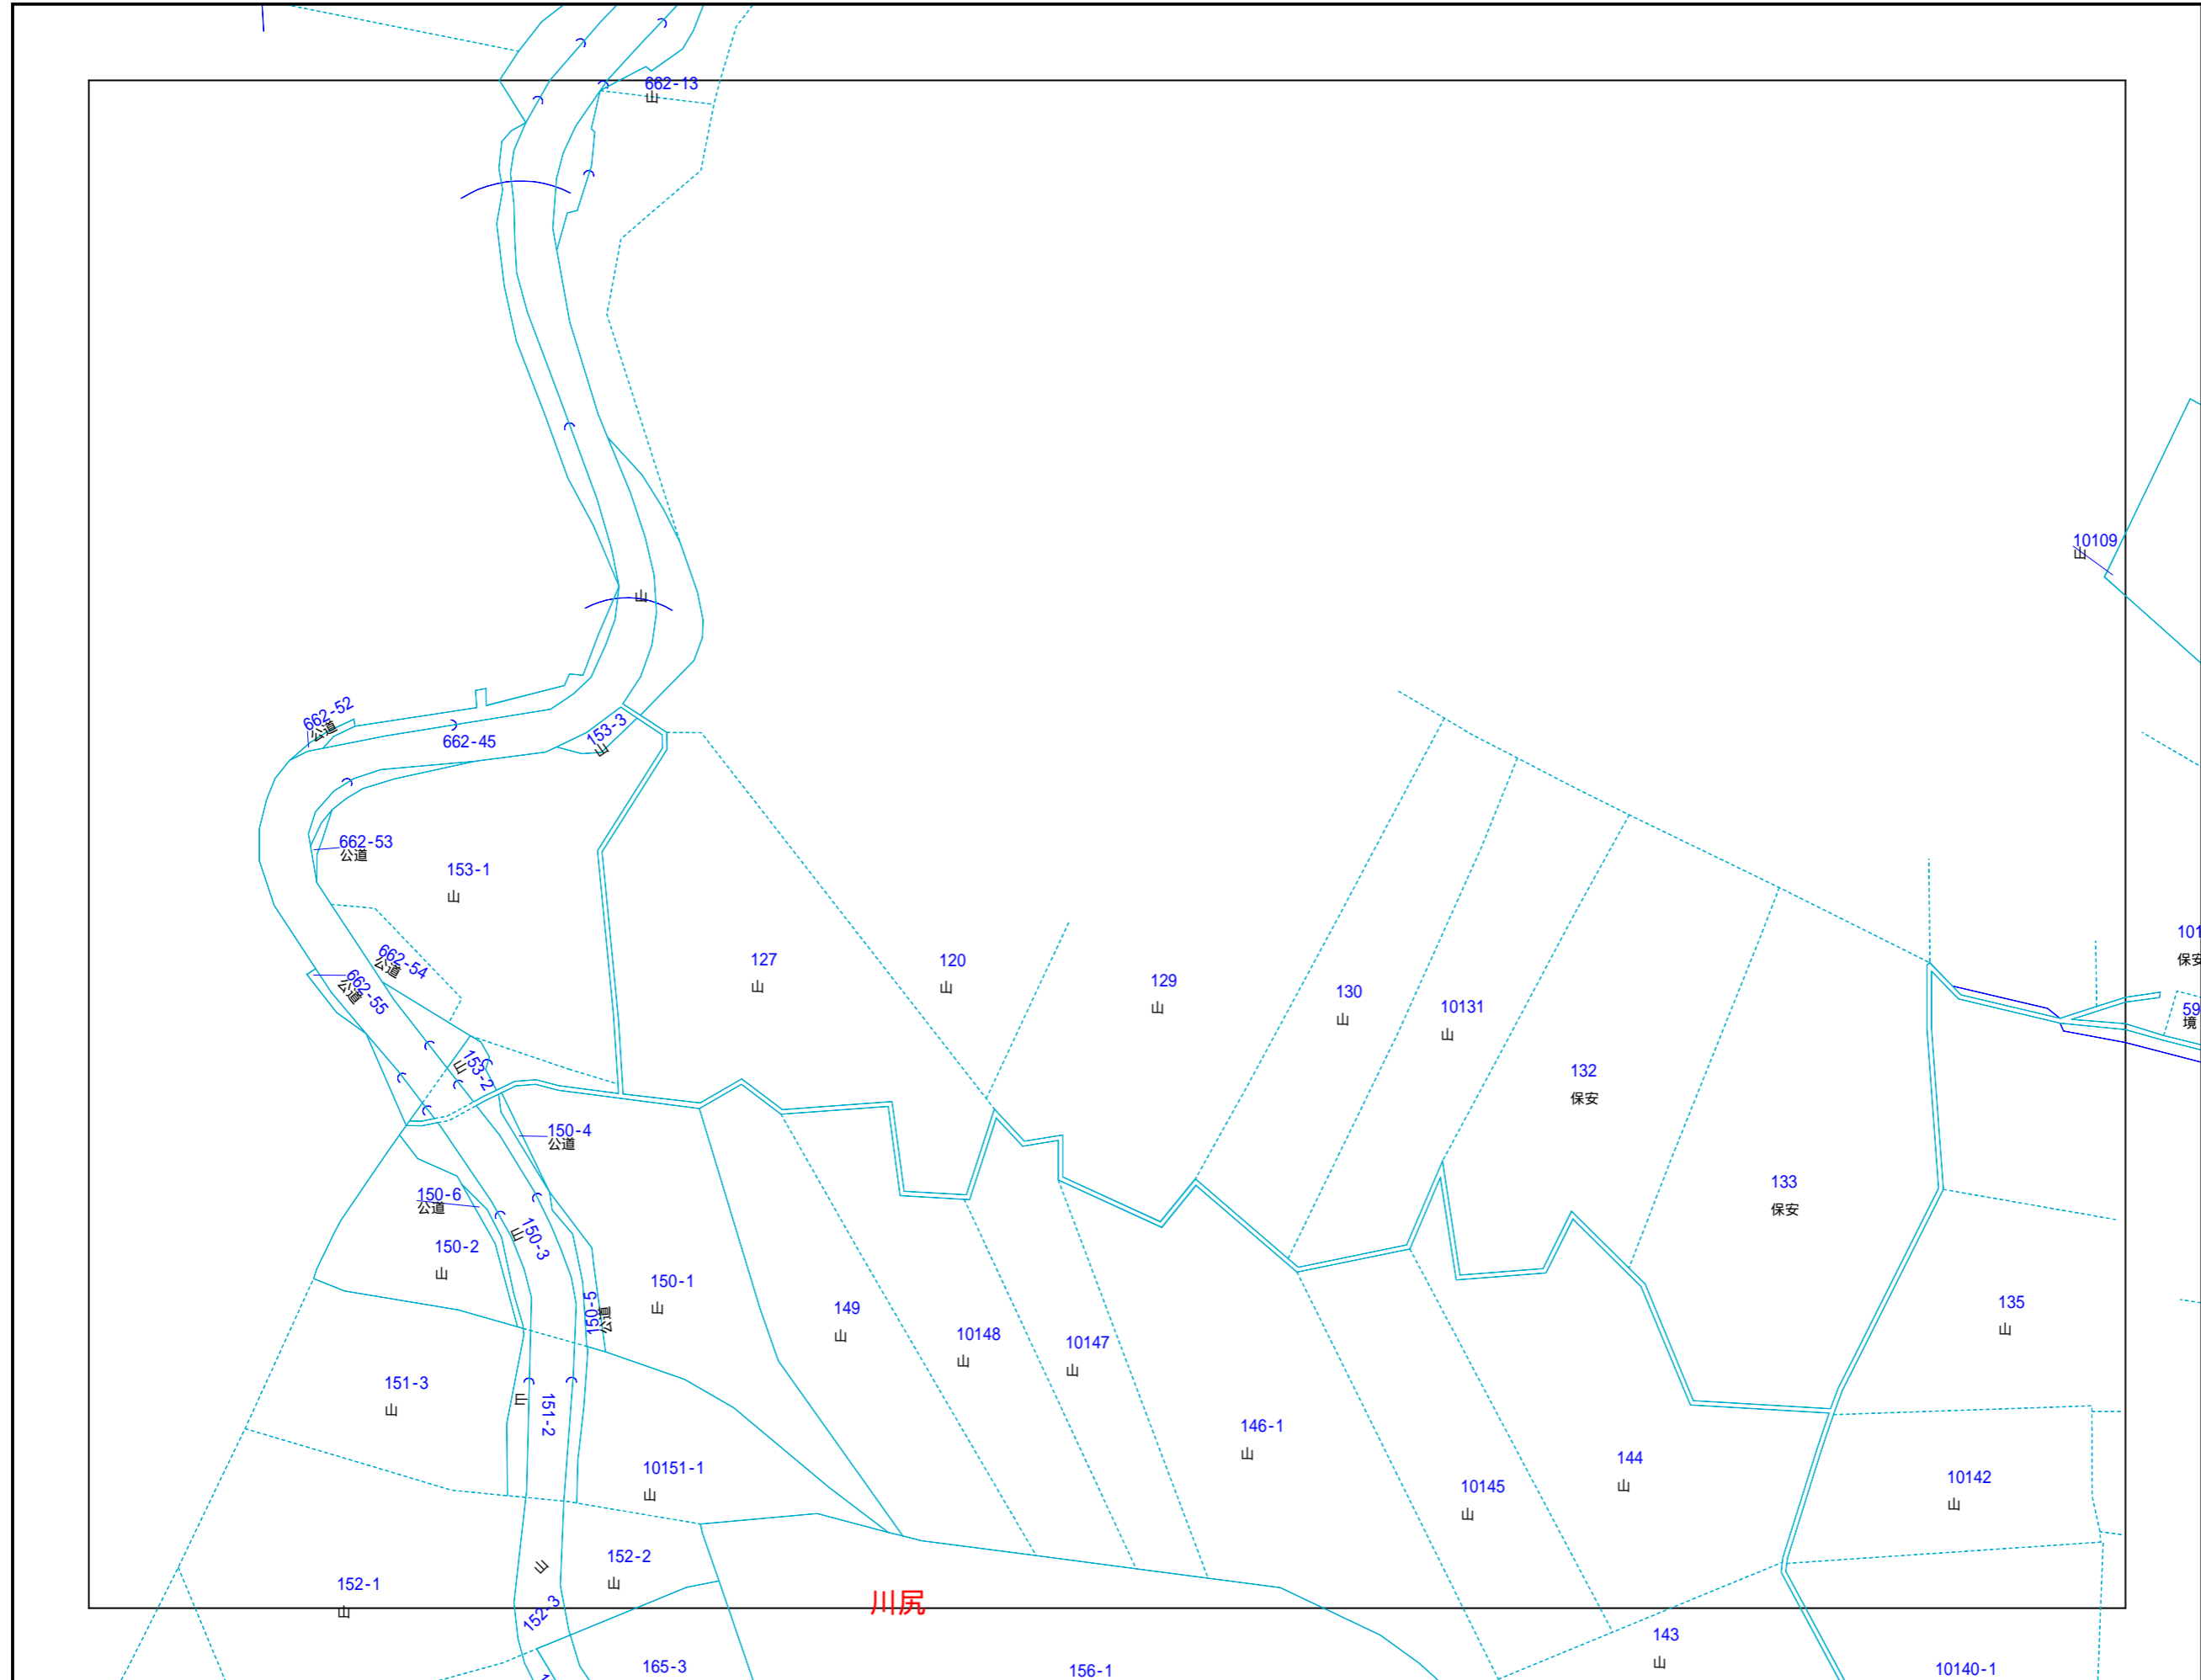 662-13
山
10109
山
山
662-52
公道
153-3
山
662-45
662-53
公道
153-1
山
662-54
公道
662-55
公道
127
山
120
山
129
山
130
山
10131
山
保安
59
境
153-2
山
132
保安
150-4
公道
133
保安
150-6
公道
150-3
山
150-2
山
150-1
山
150-5
公道
149
山
135
山
10148
山
10147
山
151-3
山
151-2
山
146-1
山
10151-1
山
144
山
10145
山
10142
山
152-2
山
山
152-1
山
152-3
川尻
143
山
165-3
156-1
10140-1